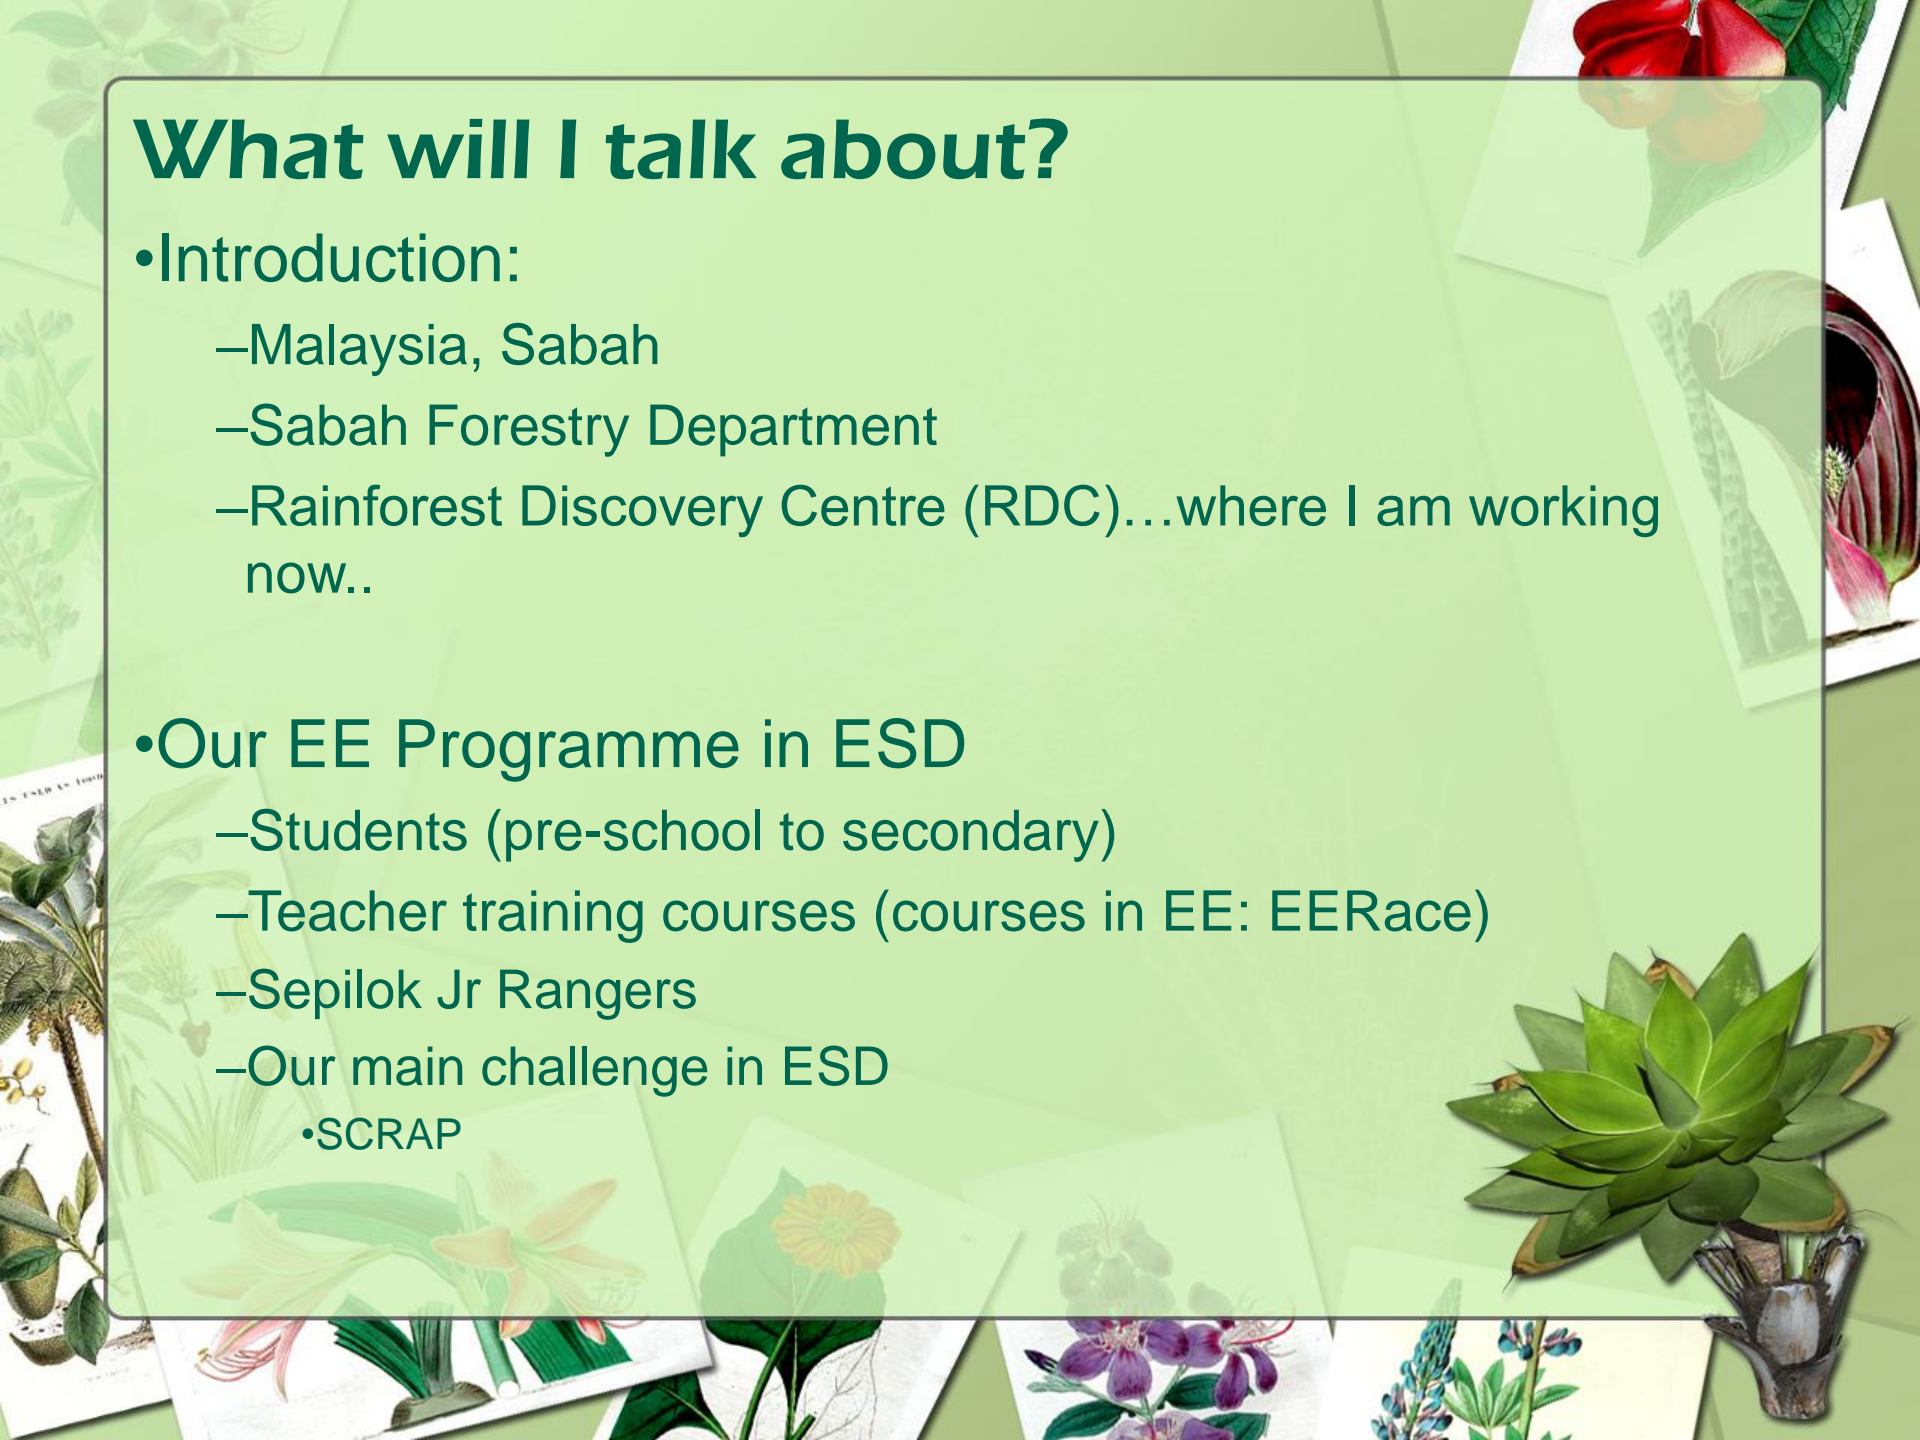 What will I talk about?
•Introduction:
–Malaysia, Sabah
–Sabah Forestry Department
–Rainforest Discovery Centre (RDC)…where I am working
now..
•Our EE Programme in ESD
–Students (pre-school to secondary)
–Teacher training courses (courses in EE: EERace)
–Sepilok Jr Rangers
–Our main challenge in ESD
•SCRAP